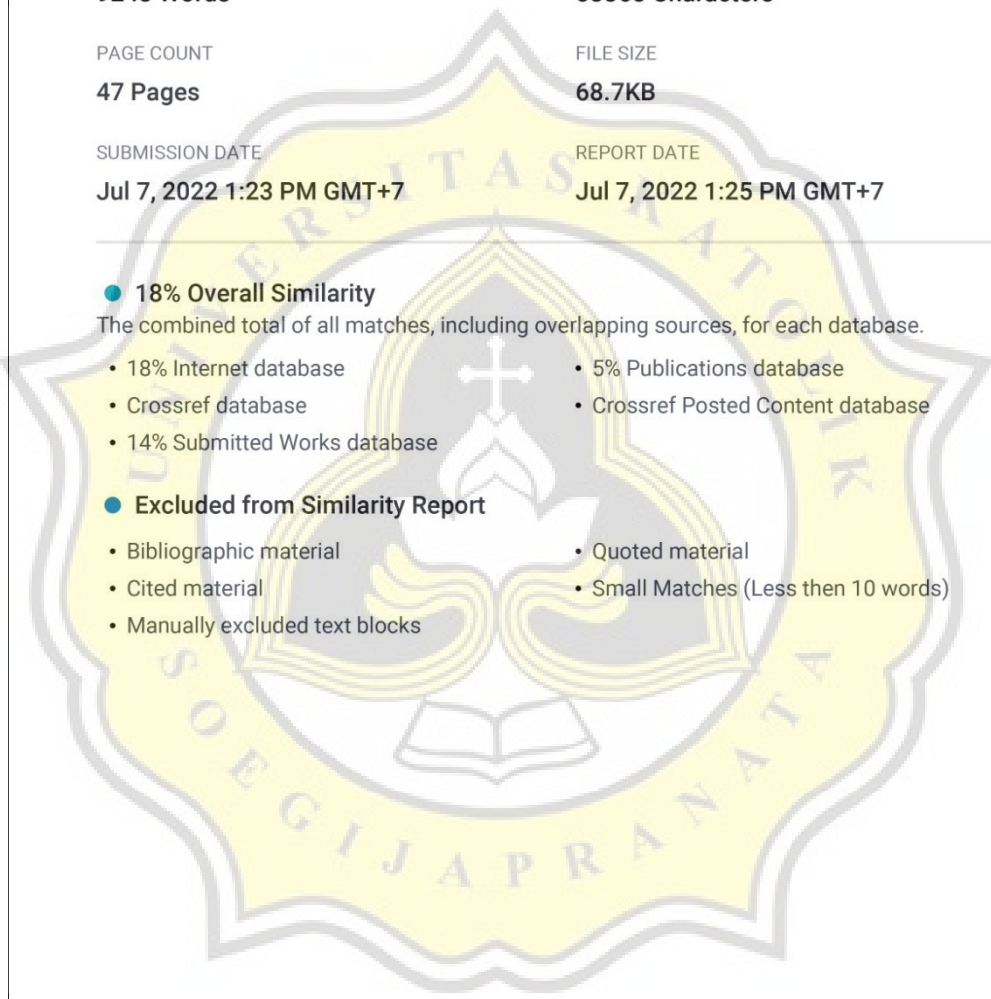 PAGE COUNT FILE SIZE
47 Pages 68.7KB
SUBMISSION DATE REPORT DATE
Jul 7, 2022 1:23 PM GMT+7 Jul 7, 2022 1:25 PM GMT+7
● 18% Overall Similarity
The combined total of all matches, including overlapping sources, for each database.
• 18% Internet database • 5% Publications database
• Crossref database • Crossref Posted Content database
• 14% Submitted Works database
● Excluded from Similarity Report
• Bibliographic material • Quoted material
• Cited material • Small Matches (Less then 10 words)
• Manually excluded text blocks
UNIVERSITAS KATOLIK
SOEGIJAPRANATA